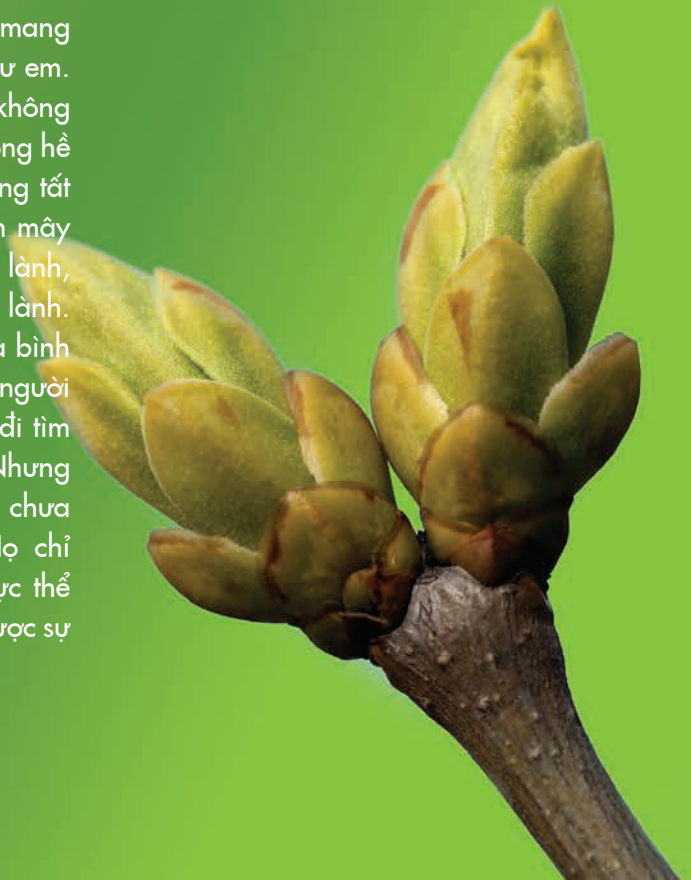 mang
ư em.
không
ng hề
ng tất
n mây
lành,
lành.
a bình
người
đi tìm
Nhưng
chưa
lọ chỉ
ực thể
ược sự